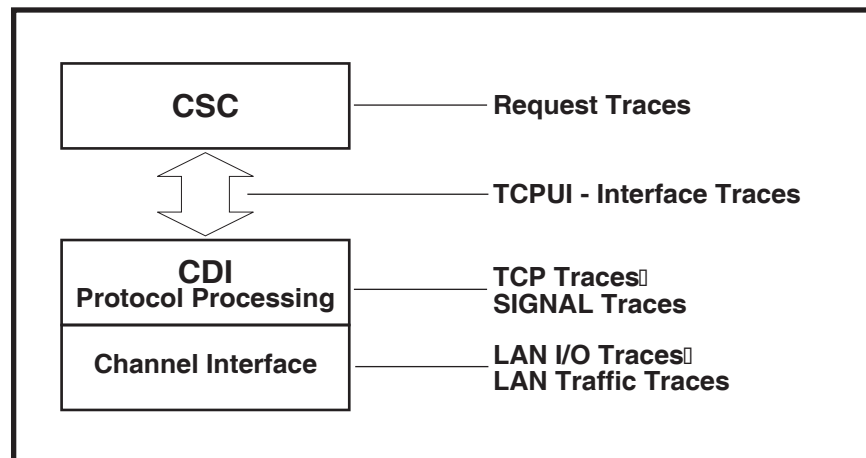 CSC
Request Traces
TCPUI - Interface Traces
CDI
Protocol Processing
TCP Traces
SIGNAL Traces
Channel Interface
LAN I/O Traces
LAN Traffic Traces